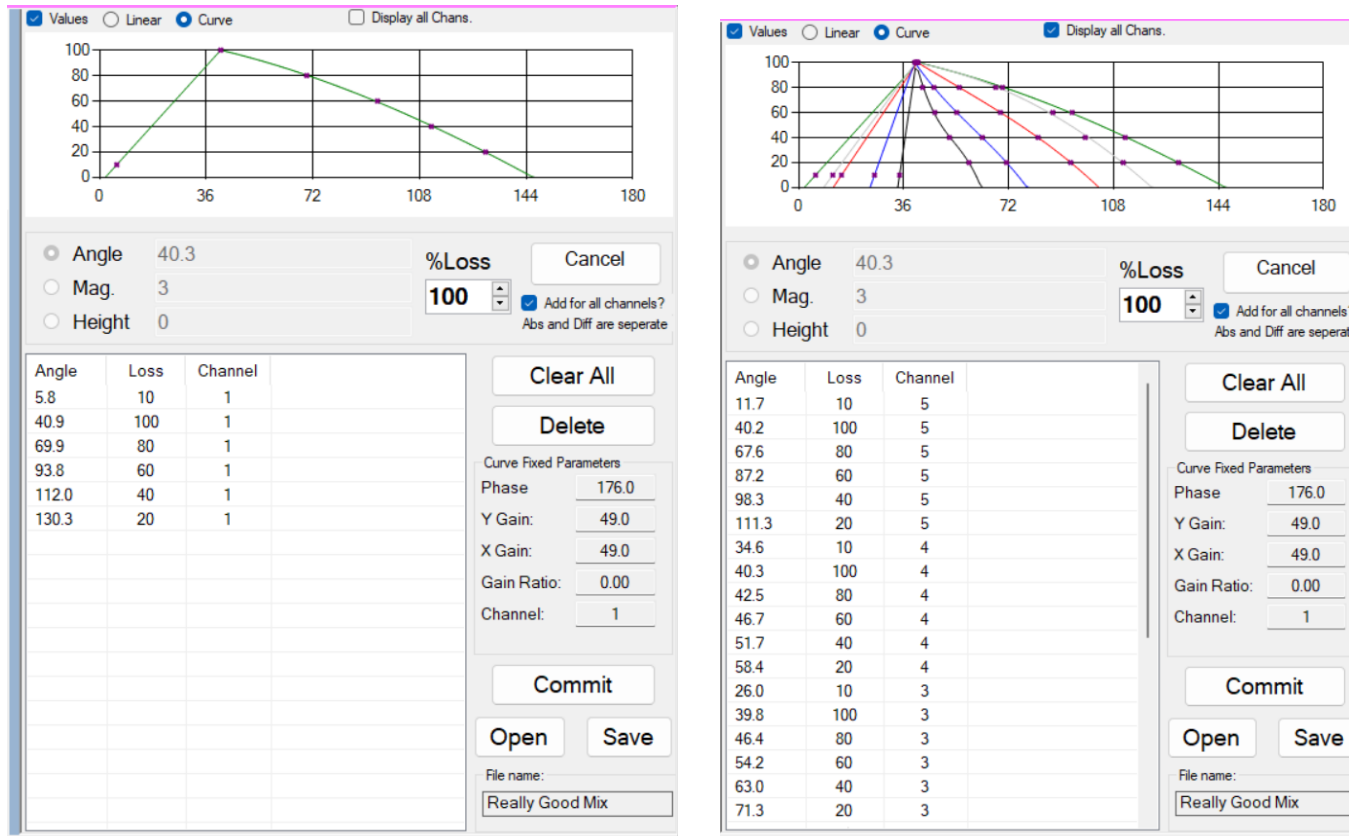 Values Linear Curve Display all Chans.
100
80
60
40
20
0
0 36 72 108 144 180
Angle 40.3
Mag. 3
Height 0
%Loss
100
Cancel
Add for all channels?
Abs and Diff are seperate
Angle Loss Channel
5.8 10 1
40.9 100 1
69.9 80 1
93.8 60 1
112.0 40 1
130.3 20 1
Clear All
Delete
Curve Fixed Parameters
Phase 176.0
Y Gain: 49.0
X Gain: 49.0
Gain Ratio: 0.00
Channel: 1
Commit
Open Save
File name:
Really Good Mix
Values Linear Curve Display all Chans.
100
80
60
40
20
0
0 36 72 108 144 180
Angle 40.3
Mag. 3
Height 0
%Loss
100
Cancel
Add for all channels?
Abs and Diff are seperat
Angle Loss Channel
11.7 10 5
40.2 100 5
67.6 80 5
87.2 60 5
98.3 40 5
111.3 20 5
34.6 10 4
40.3 100 4
42.5 80 4
46.7 60 4
51.7 40 4
58.4 20 4
26.0 10 3
39.8 100 3
46.4 80 3
54.2 60 3
63.0 40 3
71.3 20 3
Clear All
Delete
Curve Fixed Parameters
Phase 176.0
Y Gain: 49.0
X Gain: 49.0
Gain Ratio: 0.00
Channel: 1
Commit
Open Save
File name:
Really Good Mix